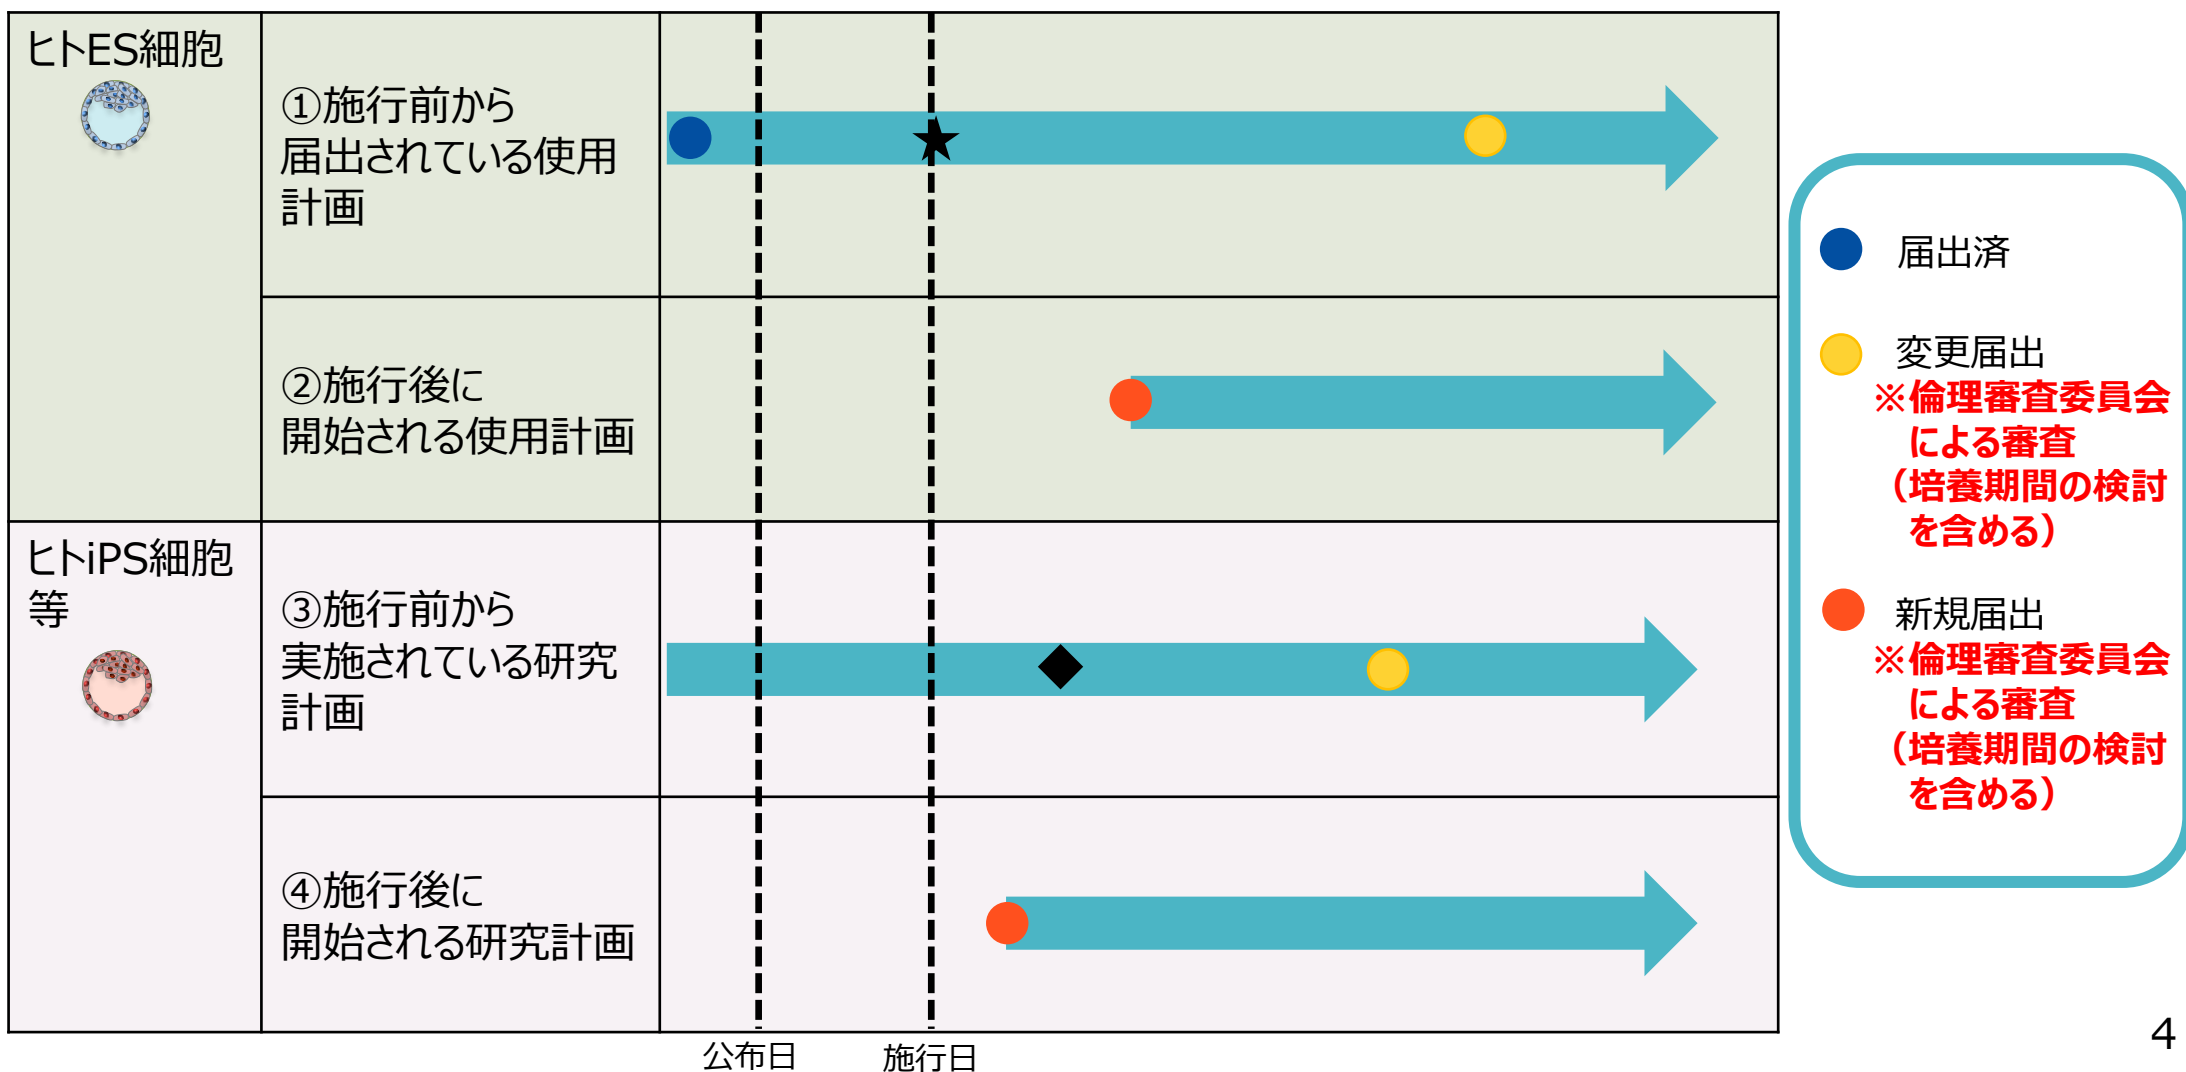 ヒトES細胞
①施行前から
届出されている使用
計画
②施行後に
開始される使用計画
ヒトiPS細胞
等
③施行前から
実施されている研究
計画
④施行後に
開始される研究計画
公布日
施行日
届出済
変更届出
※倫理審査委員会
による審査
（培養期間の検討
を含める）
新規届出
※倫理審査委員会
による審査
（培養期間の検討
を含める）
4